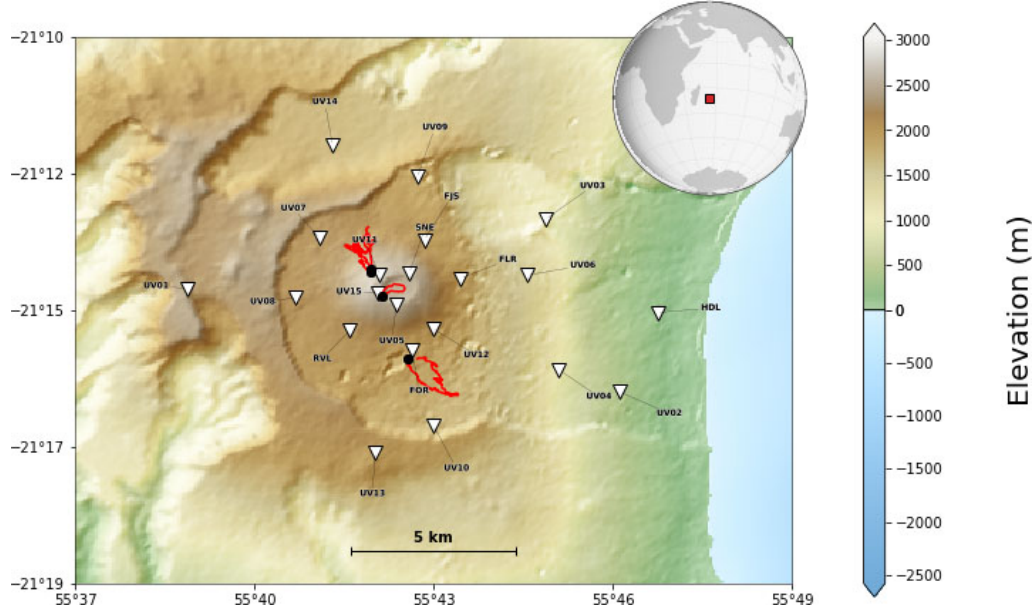 −21°10
−21°12
−21°15
−21°17
−21°19
55°37
55°40
55°43
55°46
55°49
UV14
UV09
UV03
FJS
UV07
SNE
UV11
FLR
UV06
UV01
UV08
UV15
HDL
RVL
UV05
UV12
FOR
UV04
UV02
UV10
UV13
5 km
3000
2500
2000
1500
1000
500
0
−500
−1000
−1500
−2000
−2500
Elevation (m)